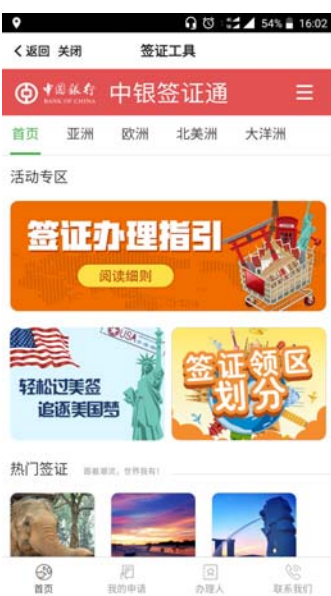 54% 16:02
返回 关闭 签证工具
中国银行 BANK OF CHINA 中银签证通
首页 亚洲 欧洲 北美洲 大洋洲
活动专区
签证办理指引
阅读细则
USA
轻松过美签
追逐美国梦
签证领区
划分
热门签证
首页 我的申请 办理人 联系我们